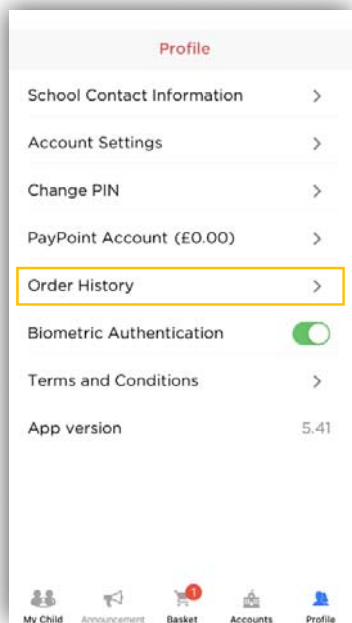 Profile
School Contact Information
Account Settings
Change PIN
PayPoint Account (£0.00)
Order History
Biometric Authentication
Terms and Conditions
App version 5.41
1
My Child Announcement Basket Accounts Profile